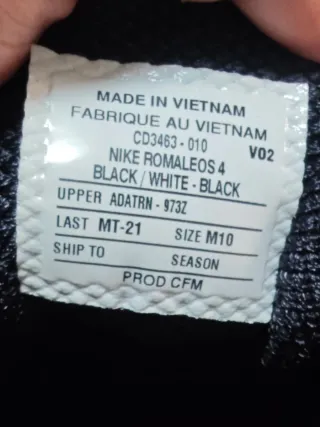 MADE IN VIETNAM
FABRIQUE AU VIETNAM
CD3463 - 010 V02
NIKE ROMALEOS 4
BLACK / WHITE - BLACK
UPPER ADATRN - 973Z
LAST MT-21 SIZE M10
SHIP TO SEASON
PROD CFM